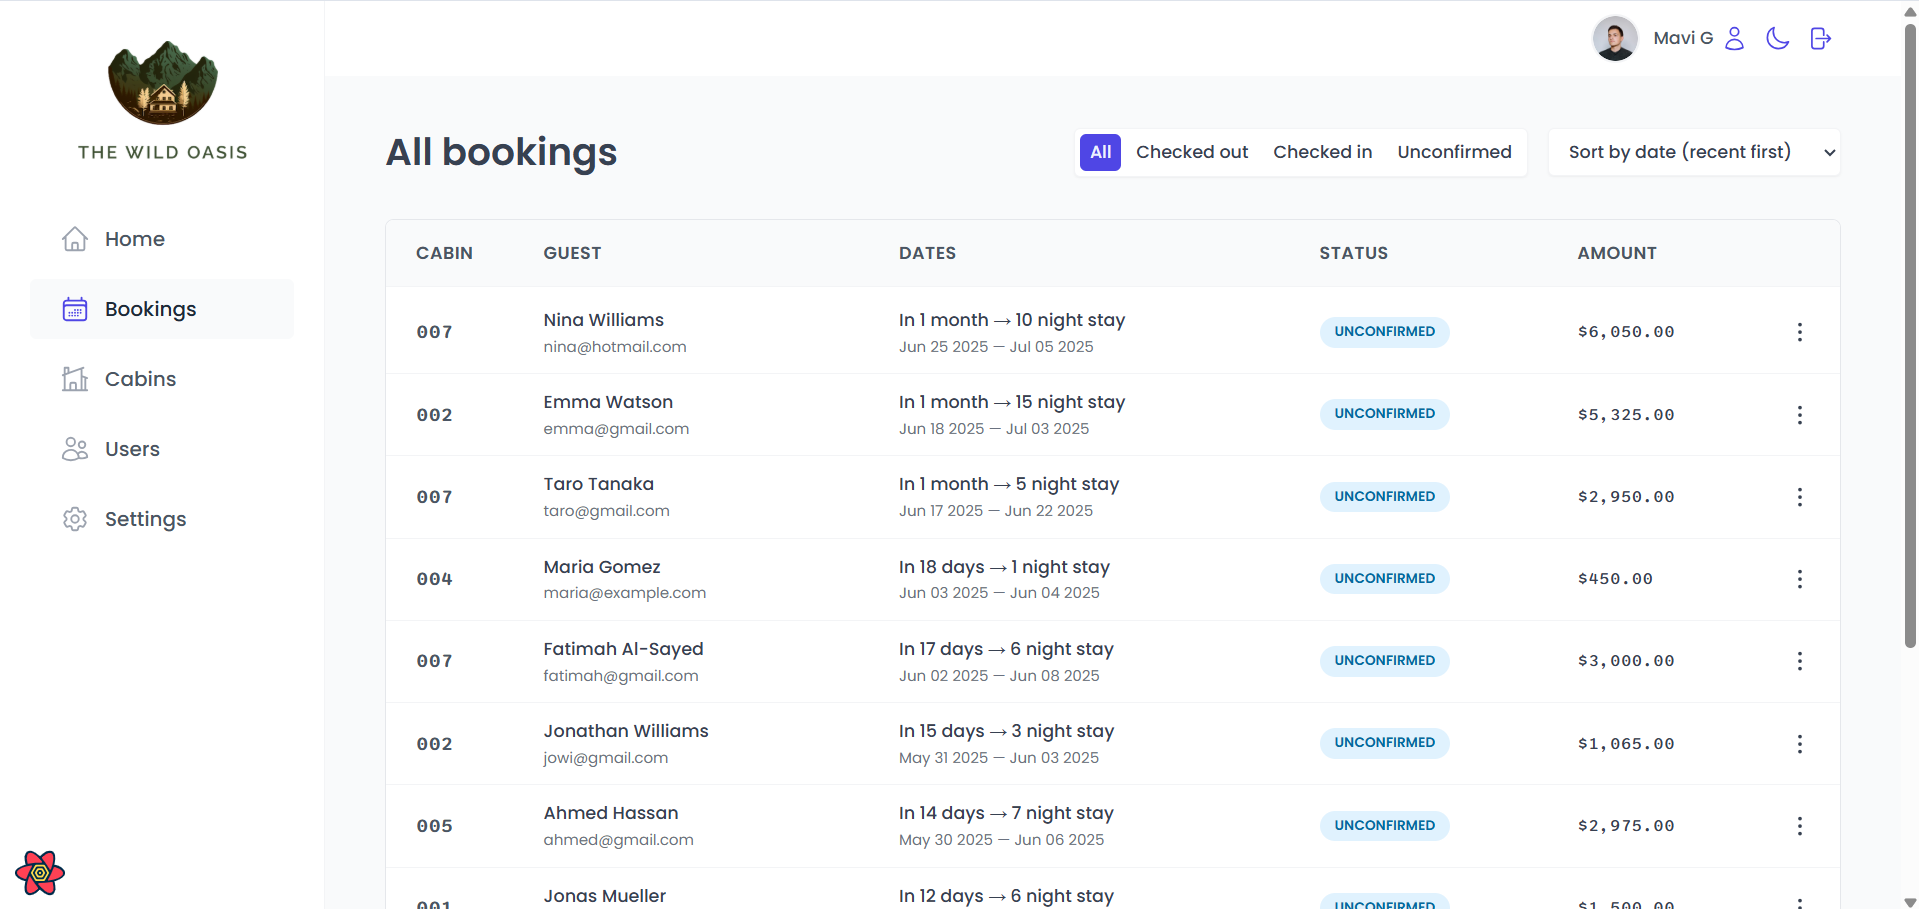 THE WILD OASIS
Home
Bookings
Cabins
Users
Settings
Mavi G
All bookings
All Checked out Checked in Unconfirmed
Sort by date (recent first)
CABIN GUEST DATES STATUS AMOUNT
007 Nina Williams In 1 month → 10 night stay UNCONFIRMED $6,050.00
nina@hotmail.com Jun 25 2025 — Jul 05 2025
002 Emma Watson In 1 month → 15 night stay UNCONFIRMED $5,325.00
emma@gmail.com Jun 18 2025 — Jul 03 2025
007 Taro Tanaka In 1 month → 5 night stay UNCONFIRMED $2,950.00
taro@gmail.com Jun 17 2025 — Jun 22 2025
004 Maria Gomez In 18 days → 1 night stay UNCONFIRMED $450.00
maria@example.com Jun 03 2025 — Jun 04 2025
007 Fatimah Al-Sayed In 17 days → 6 night stay UNCONFIRMED $3,000.00
fatimah@gmail.com Jun 02 2025 — Jun 08 2025
002 Jonathan Williams In 15 days → 3 night stay UNCONFIRMED $1,065.00
jowi@gmail.com May 31 2025 — Jun 03 2025
005 Ahmed Hassan In 14 days → 7 night stay UNCONFIRMED $2,975.00
ahmed@gmail.com May 30 2025 — Jun 06 2025
001 Jonas Mueller In 12 days → 6 night stay UNCONFIRMED $1,500.00